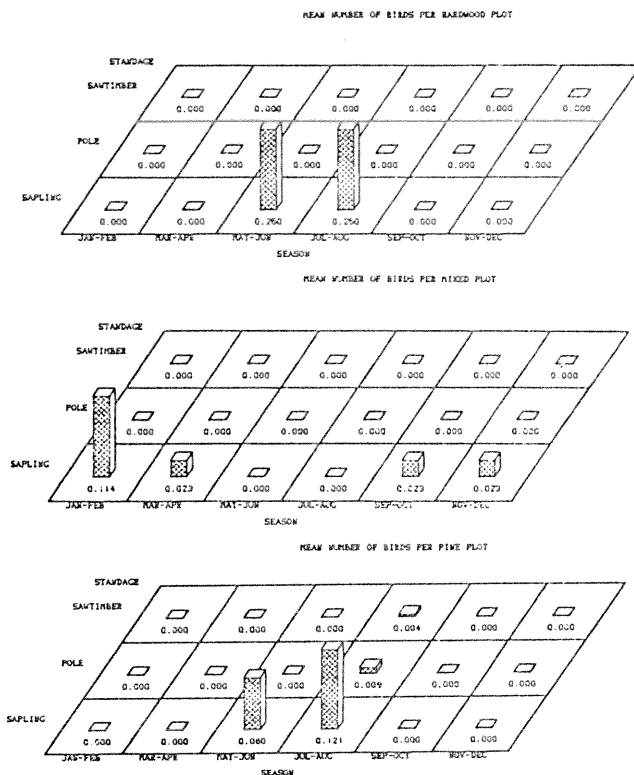 MEAN NUMBER OF BIRDS PER HARDWOOD PLOT
STANDAGE
SAWTIMBER
0.000 0.000 0.000 0.000 0.000 0.000
POLE
0.000 0.000 0.000 0.000 0.000 0.000
SAPLING
0.000 0.000 0.250 0.250 0.000 0.000
JAN-FEB MAR-APR MAY-JUN JUL-AUG SEP-OCT NOV-DEC
SEASON
MEAN NUMBER OF BIRDS PER MIXED PLOT
STANDAGE
SAWTIMBER
0.000 0.000 0.000 0.000 0.000 0.000
POLE
0.000 0.000 0.000 0.000 0.000 0.000
SAPLING
0.114 0.023 0.000 0.000 0.023 0.023
JAN-FEB MAR-APR MAY-JUN JUL-AUG SEP-OCT NOV-DEC
SEASON
MEAN NUMBER OF BIRDS PER PINE PLOT
STANDAGE
SAWTIMBER
0.000 0.000 0.000 0.004 0.000 0.000
POLE
0.000 0.000 0.000 0.009 0.000 0.000
SAPLING
0.000 0.000 0.060 0.121 0.000 0.000
JAN-FEB MAR-APR MAY-JUN JUL-AUG SEP-OCT NOV-DEC
SEASON